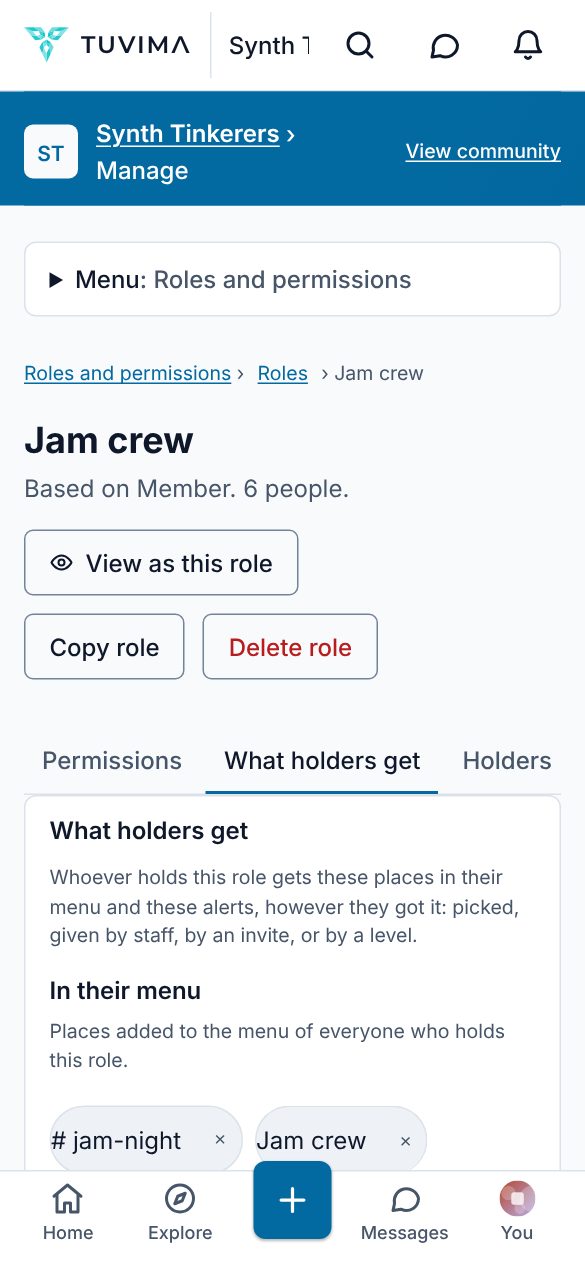 TUVIMA
Synth T
ST
Synth Tinkerers ›
Manage
View community
Menu: Roles and permissions
Roles and permissions › Roles › Jam crew
Jam crew
Based on Member. 6 people.
View as this role
Copy role
Delete role
Permissions
What holders get
Holders
What holders get
Whoever holds this role gets these places in their
menu and these alerts, however they got it: picked,
given by staff, by an invite, or by a level.
In their menu
Places added to the menu of everyone who holds
this role.
# jam-night ×
Jam crew ×
Home
Explore
Messages
You